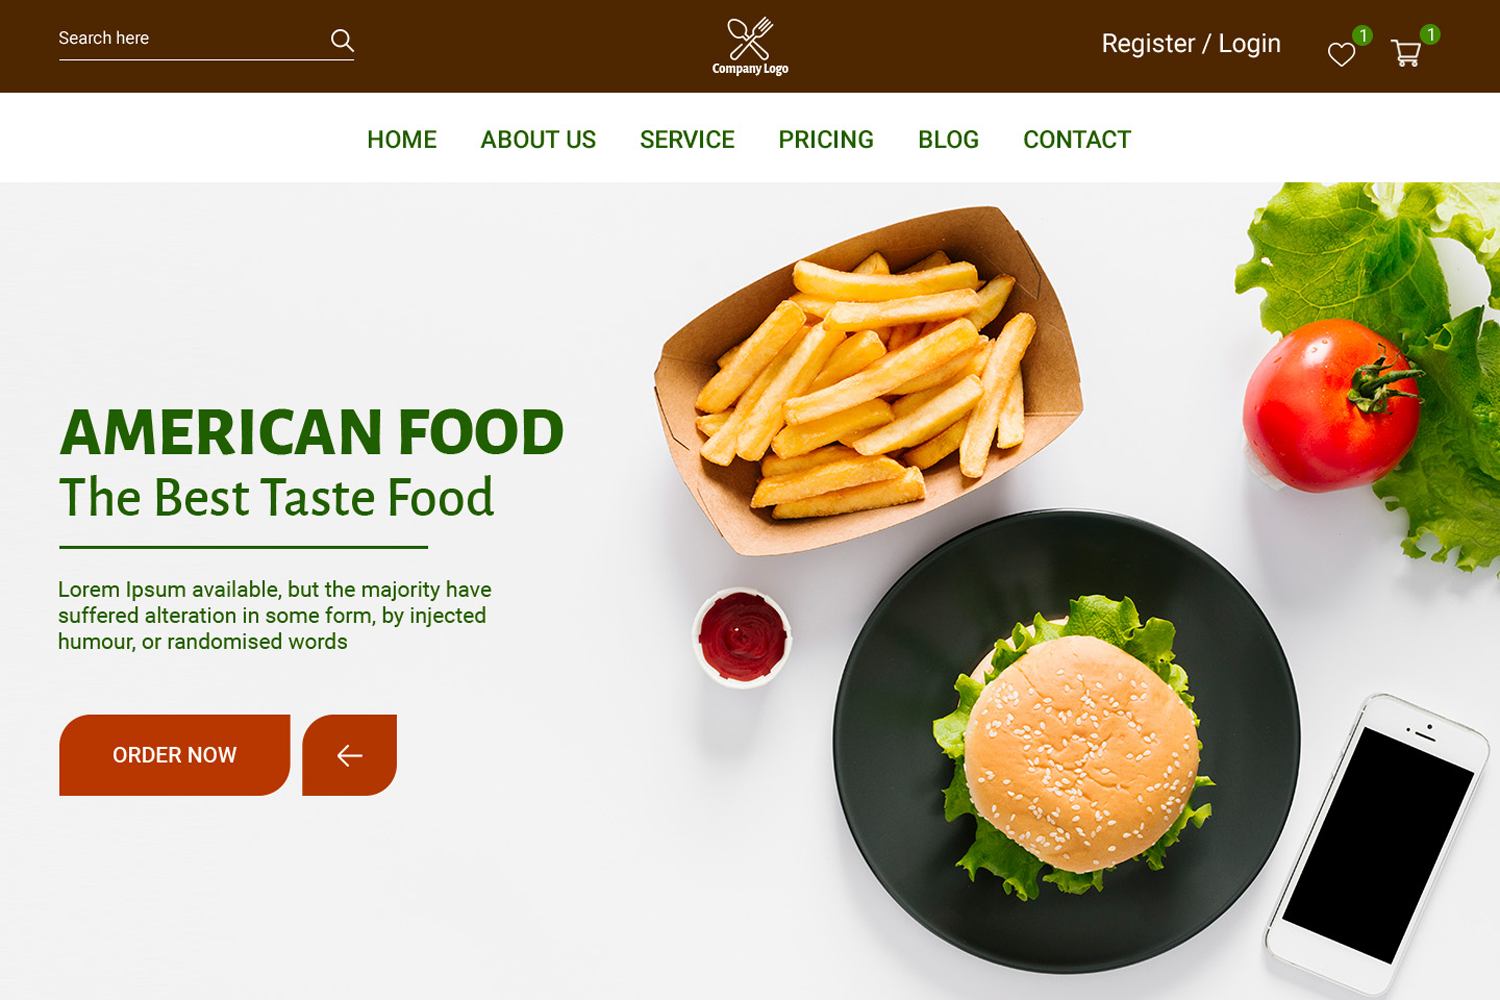 Search here
Company Logo
Register / Login
1
1
HOME
ABOUT US
SERVICE
PRICING
BLOG
CONTACT
AMERICAN FOOD
The Best Taste Food
Lorem Ipsum available, but the majority have
suffered alteration in some form, by injected
humour, or randomised words
ORDER NOW